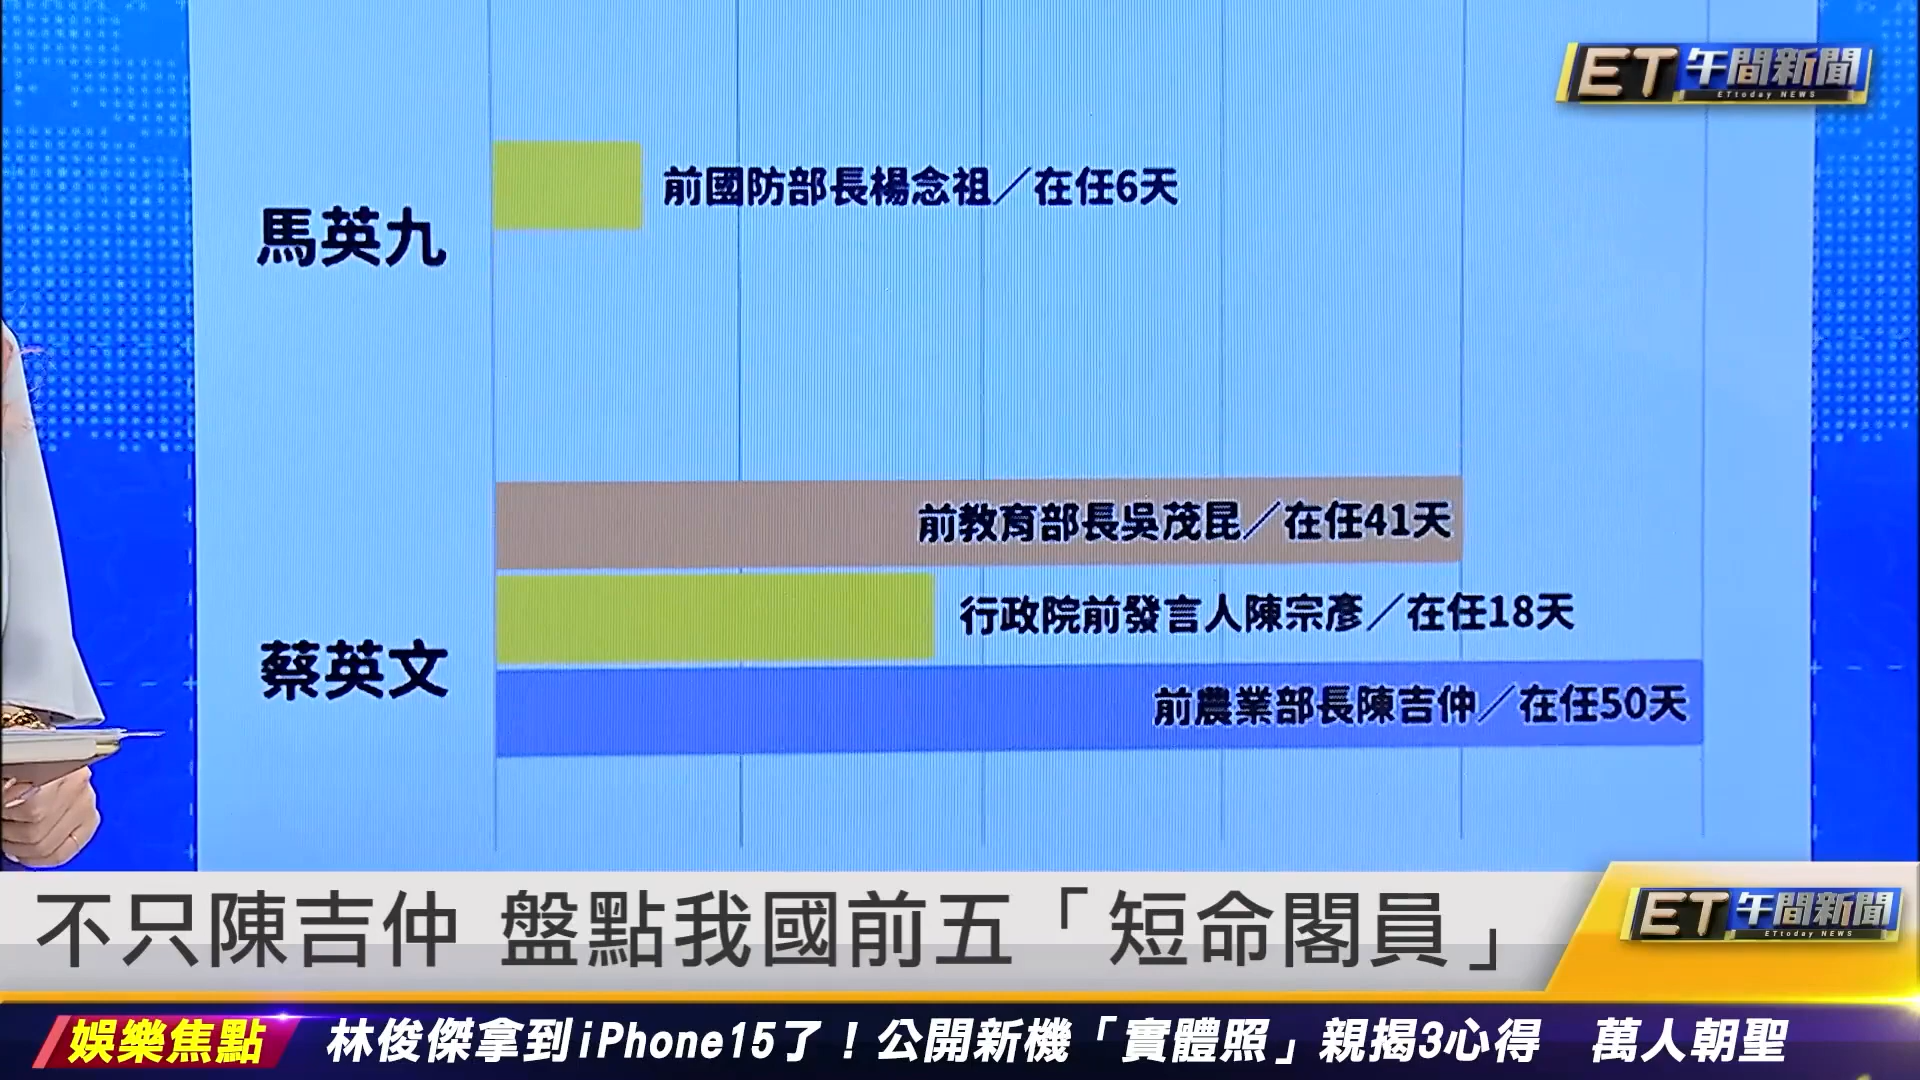 ET午間新聞
ETtoday NEWS
前國防部長楊念祖／在任6天
馬英九
前教育部長吳茂昆／在任41天
行政院前發言人陳宗彥／在任18天
蔡英文
前農業部長陳吉仲／在任50天
不只陳吉仲 盤點我國前五「短命閣員」
ET午間新聞
ETtoday NEWS
娛樂焦點 林俊傑拿到iPhone15了！公開新機「實體照」親揭3心得 萬人朝聖